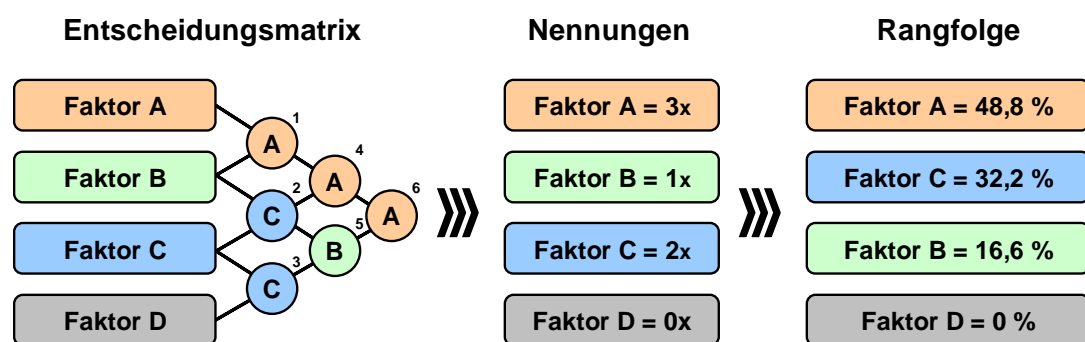 Entscheidungsmatrix
Nennungen
Rangfolge
Faktor A
Faktor B
Faktor C
Faktor D
A
1
C
2
C
3
A
4
B
5
A
6
Faktor A = 3x
Faktor B = 1x
Faktor C = 2x
Faktor D = 0x
Faktor A = 48,8 %
Faktor C = 32,2 %
Faktor B = 16,6 %
Faktor D = 0 %